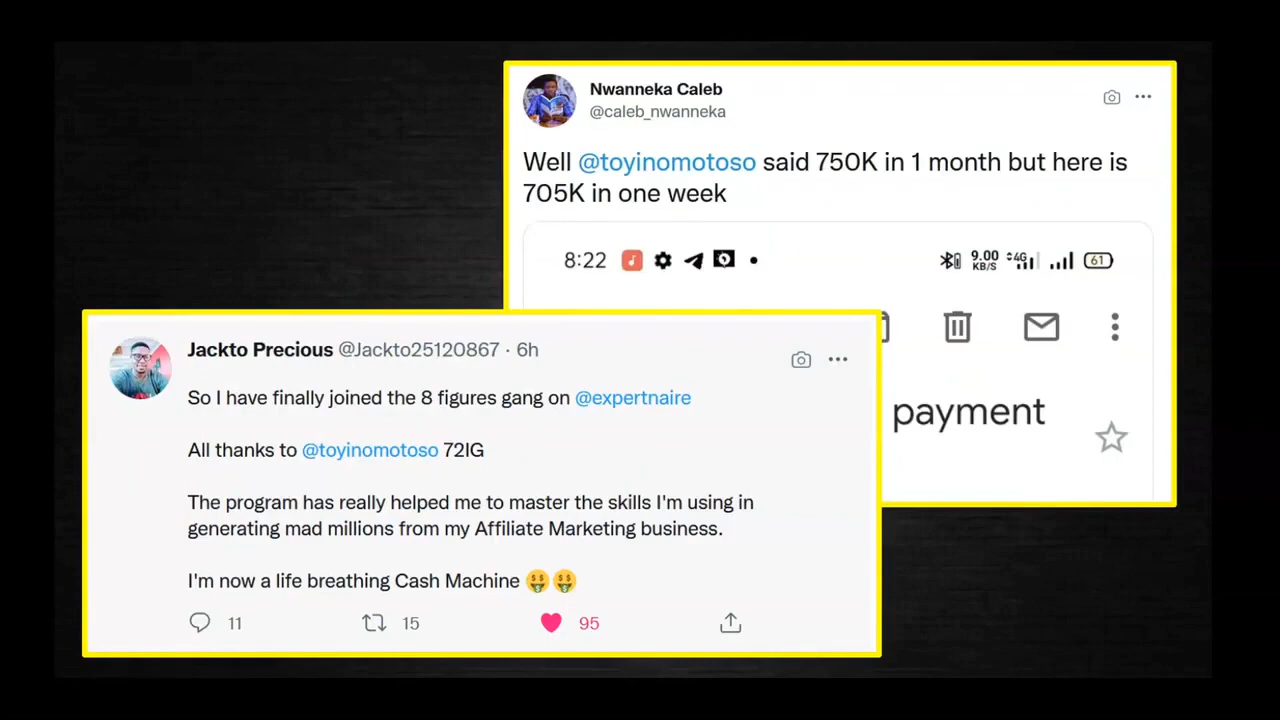 Nwanneka Caleb
@caleb_nwanneka
Well @toyinomotoso said 750K in 1 month but here is
705K in one week
8:22
9.00
KB/S
4G
61
payment
Jackto Precious @Jackto25120867 · 6h
So I have finally joined the 8 figures gang on @expertnaire
All thanks to @toyinomotoso 72IG
The program has really helped me to master the skills I'm using in
generating mad millions from my Affiliate Marketing business.
I'm now a life breathing Cash Machine 🤑🤑
11 15 95